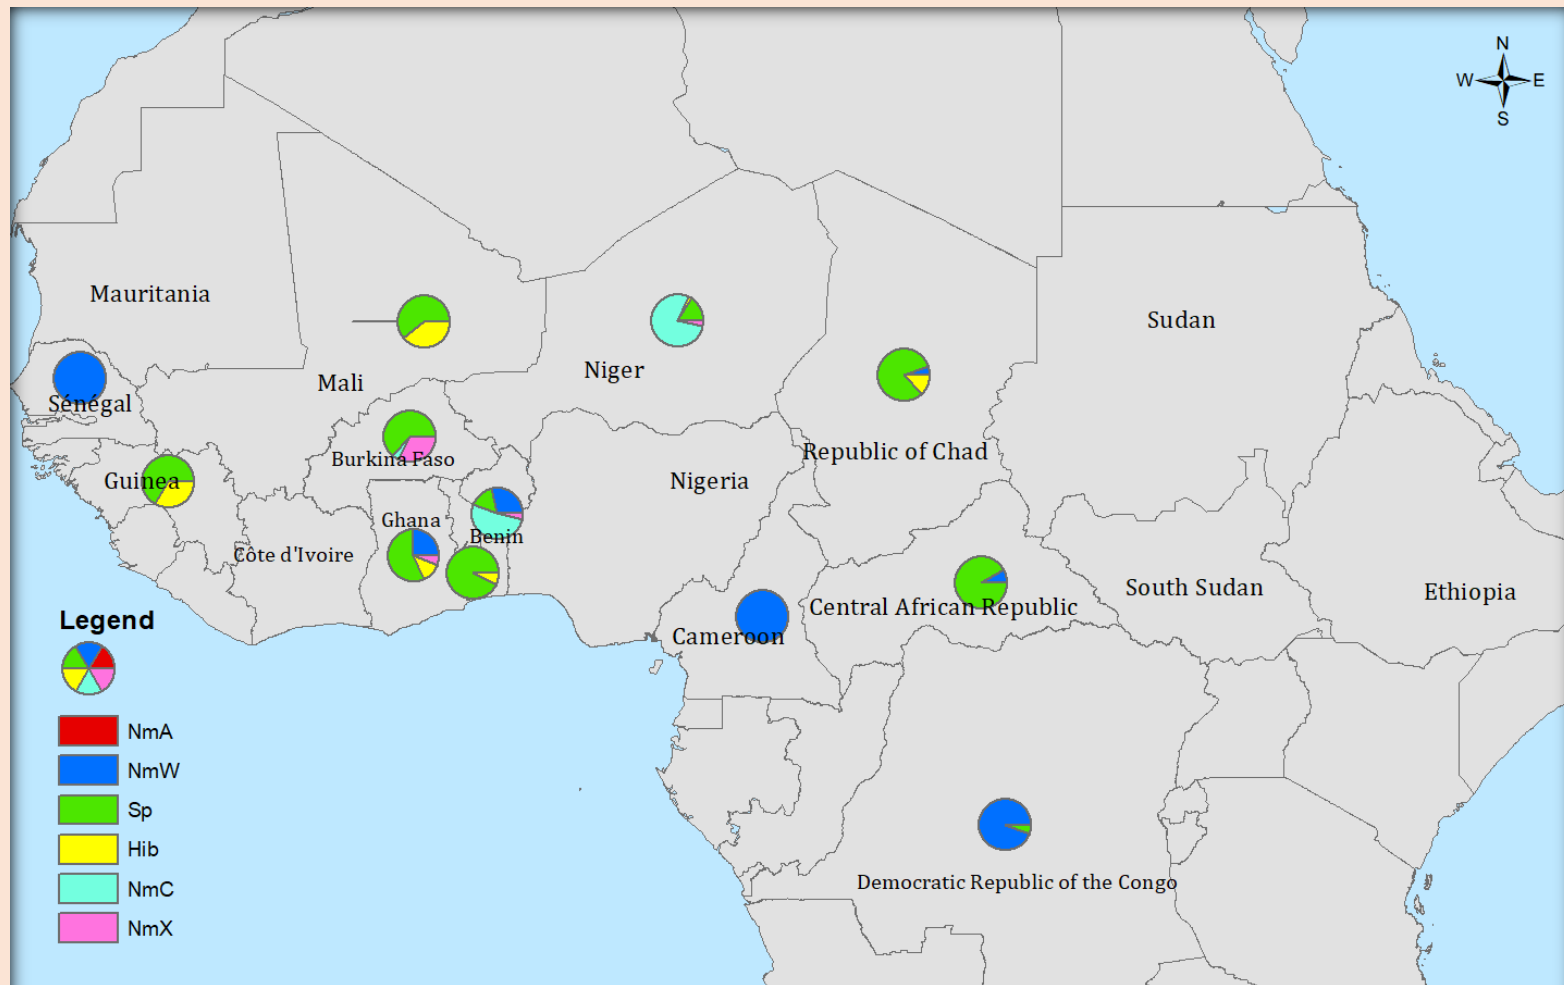 N
W
E
S
Mauritania
Sudan
Niger
Mali
Sénégal
Republic of Chad
Burkina Faso
Guinea
Nigeria
Ghana
Benin
Côte d'Ivoire
South Sudan
Ethiopia
Central African Republic
Cameroon
Democratic Republic of the Congo
Legend
NmA
NmW
Sp
Hib
NmC
NmX